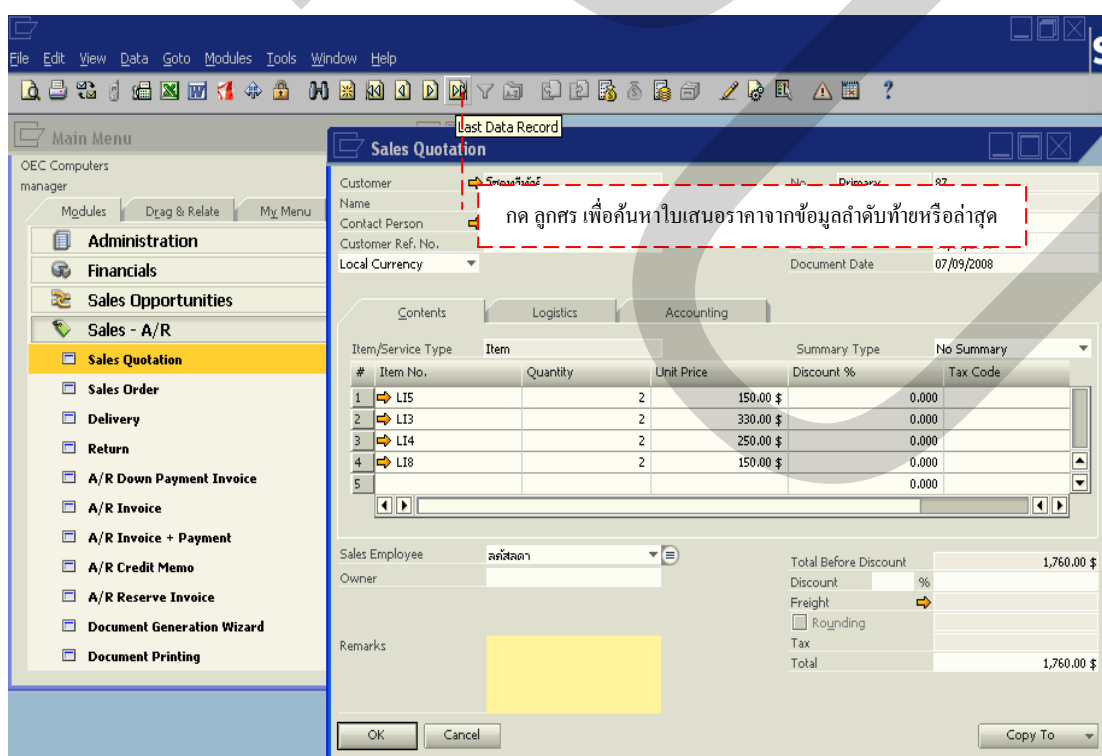 S
File Edit View Data Goto Modules Tools Window Help
Last Data Record
Main Menu
OEC Computers
manager
Modules Drag & Relate My Menu
Administration
Financials
Sales Opportunities
Sales - A/R
Sales Quotation
Sales Order
Delivery
Return
A/R Down Payment Invoice
A/R Invoice
A/R Invoice + Payment
A/R Credit Memo
A/R Reserve Invoice
Document Generation Wizard
Document Printing
Sales Quotation
Customer No. Primary 87
Name
กด ลูกศร เพื่อค้นหาใบเสนอราคาจากข้อมูลลำดับท้ายหรือล่าสุด
Contact Person
Customer Ref. No.
Local Currency Document Date 07/09/2008
Contents Logistics Accounting
Item/Service Type Item Summary Type No Summary
# Item No. Quantity Unit Price Discount % Tax Code
1 LI5 2 150.00 $ 0.000
2 LI3 2 330.00 $ 0.000
3 LI4 2 250.00 $ 0.000
4 LI8 2 150.00 $ 0.000
5 0.000
Sales Employee ลภัสลดา Total Before Discount 1,760.00 $
Owner Discount %
Freight
Rounding
Remarks Tax
Total 1,760.00 $
OK Cancel Copy To